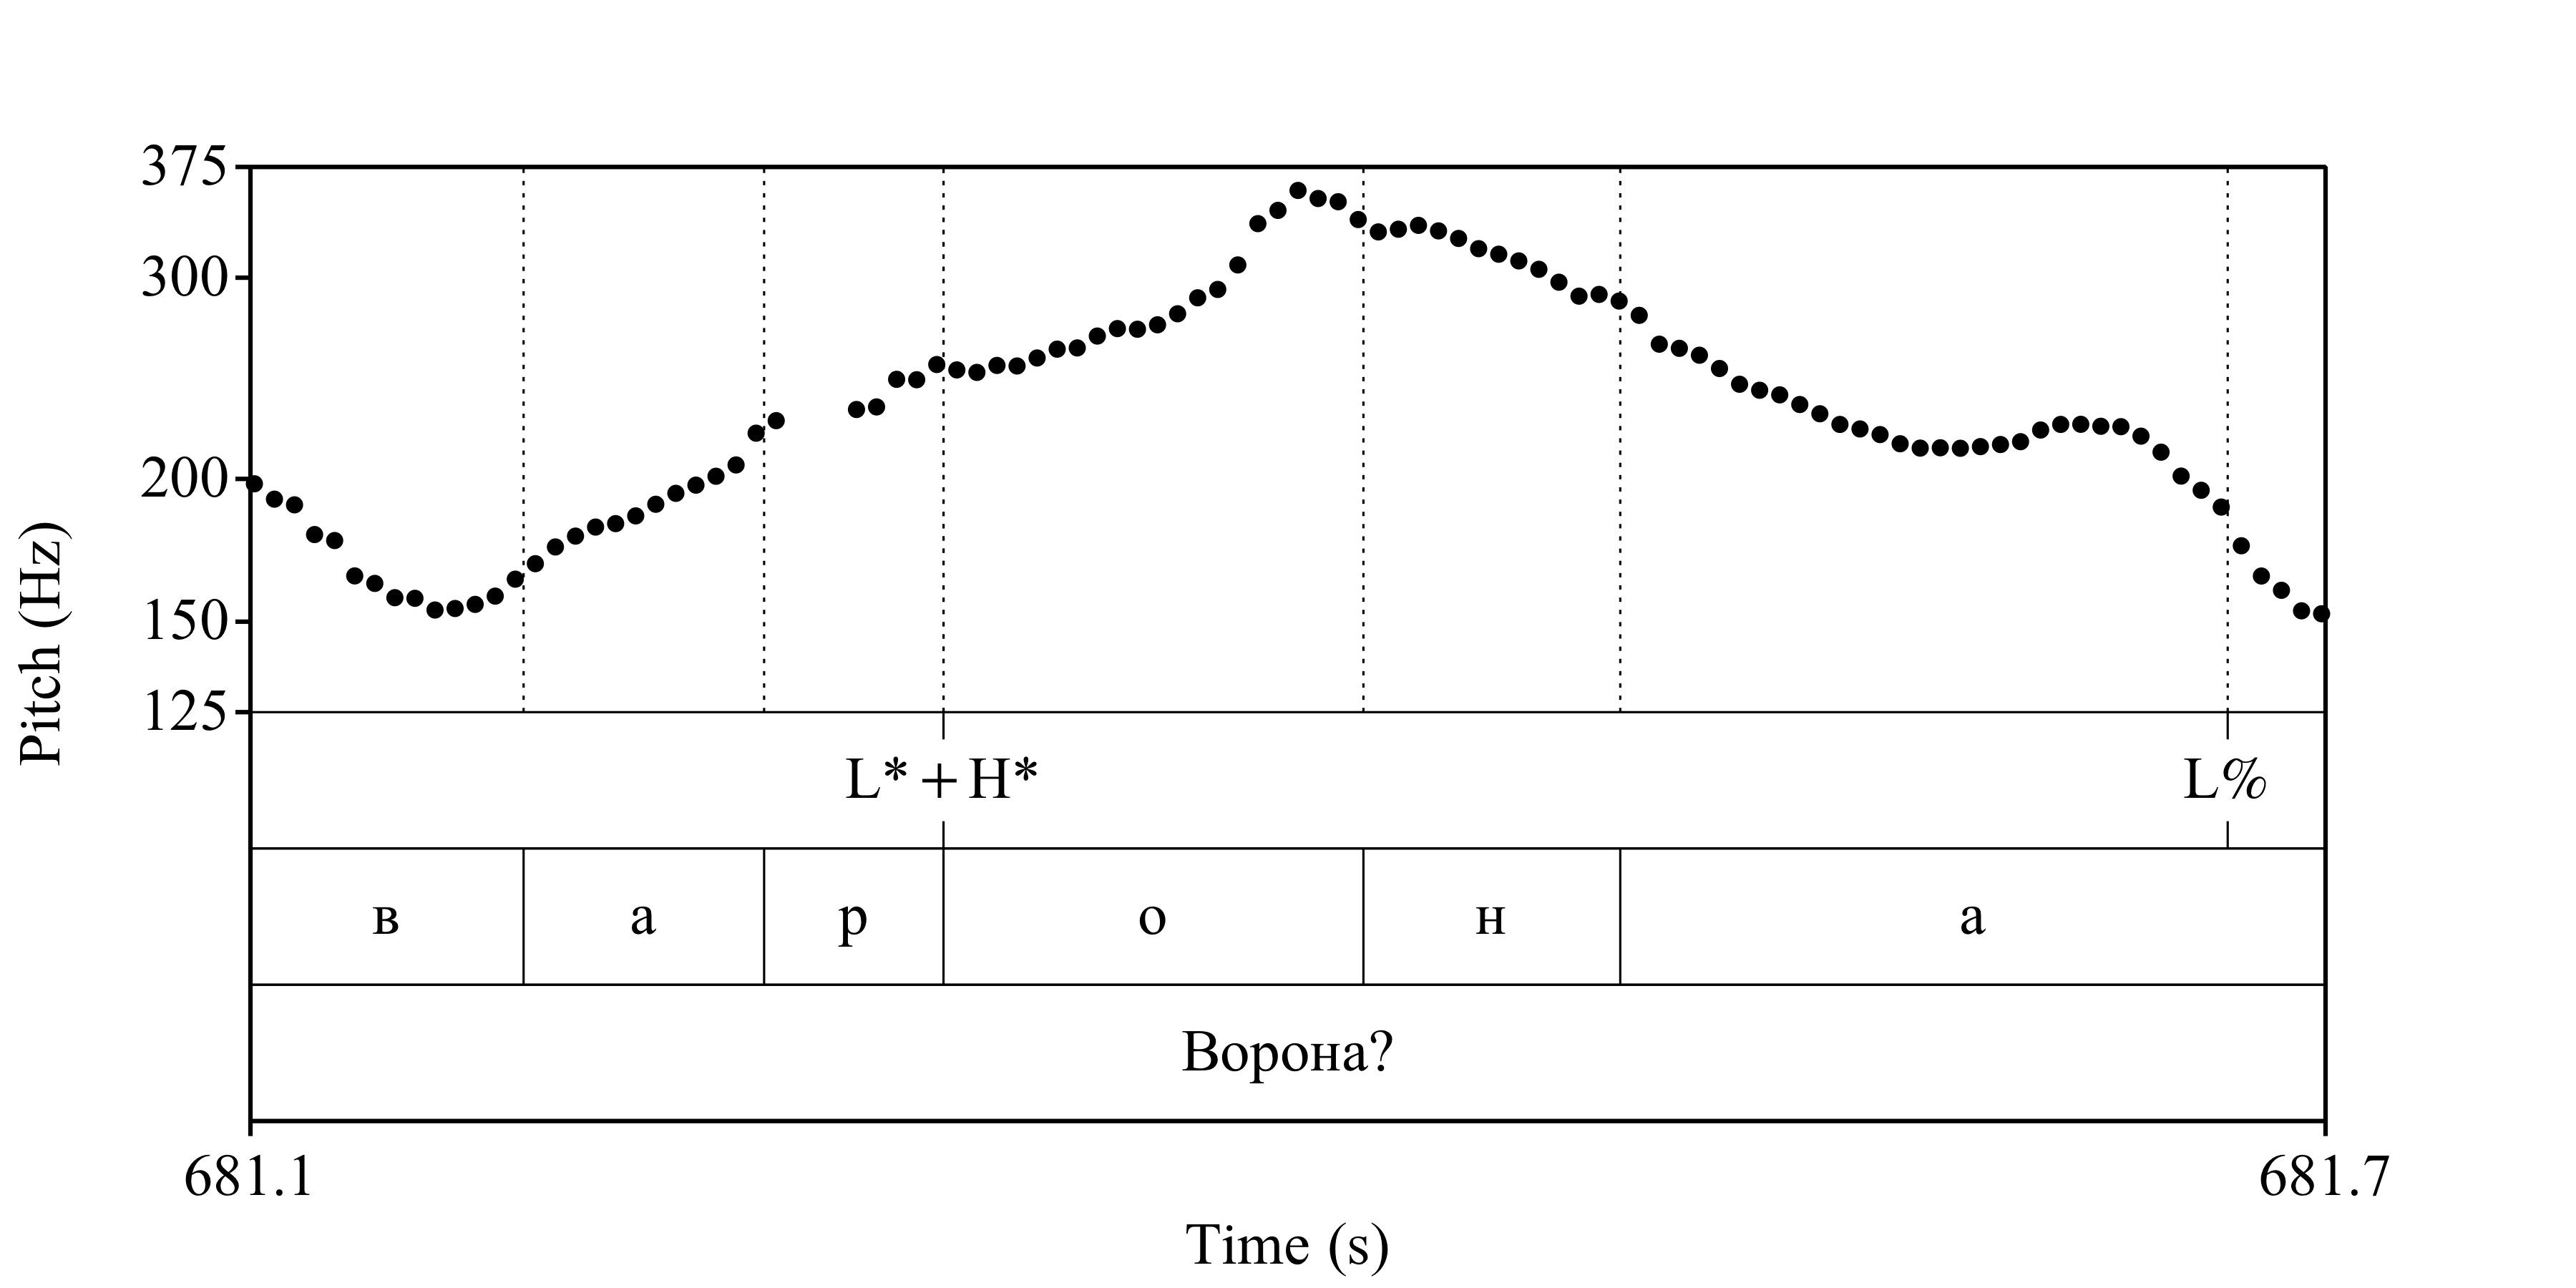 375
300
200
150
125
Pitch (Hz)
L* + H* L%
в а р о н а
Ворона?
681.1 681.7
Time (s)